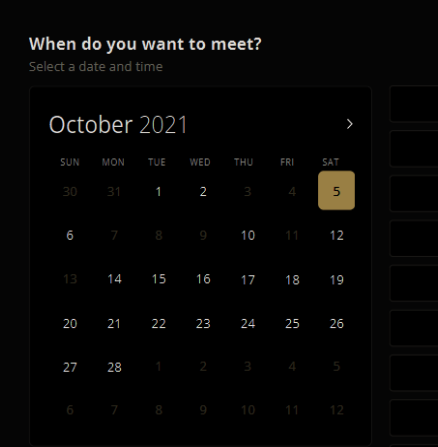 When do you want to meet?
Select a date and time
October 2021 >
SUN MON TUE WED THU FRI SAT
30 31 1 2 3 4 5
6 7 8 9 10 11 12
13 14 15 16 17 18 19
20 21 22 23 24 25 26
27 28 1 2 3 4 5
6 7 8 9 10 11 12